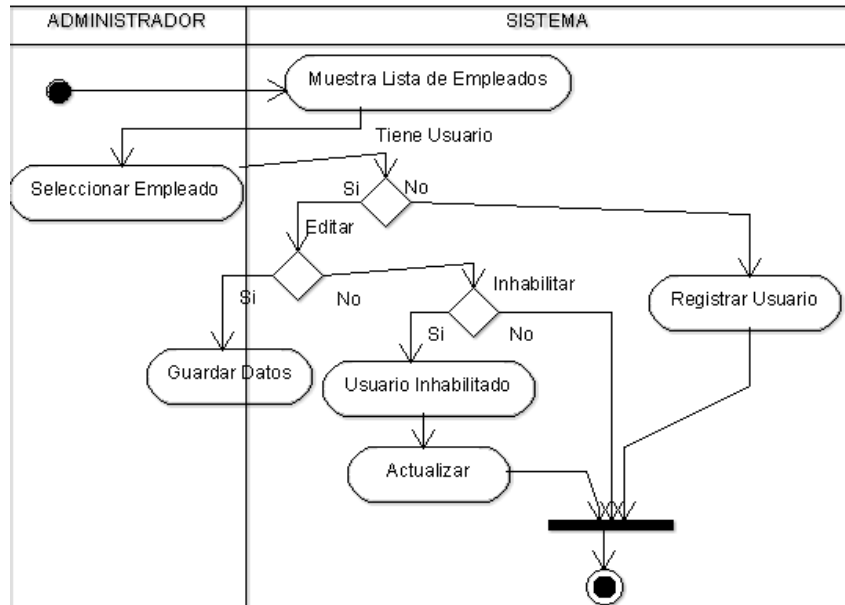 ADMINISTRADOR
SISTEMA
Muestra Lista de Empleados
Tiene Usuario
Seleccionar Empleado
Si
No
Editar
Si
No
Inhabilitar
Registrar Usuario
Si
No
Guardar Datos
Usuario Inhabilitado
Actualizar